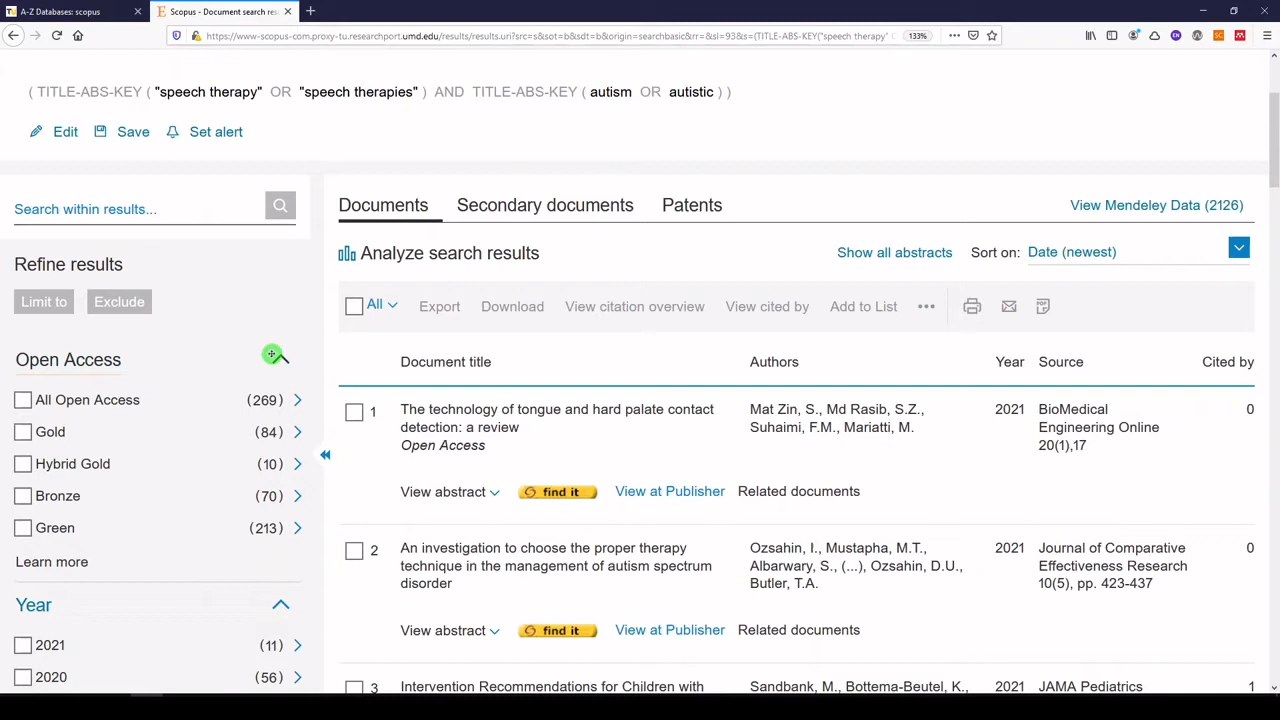 A-Z Databases: scopus
Scopus - Document search res
https://www-scopus-com.proxy-tu.researchport.umd.edu/results/results.uri?src=s&sot=b&sdt=b&origin=searchbasic&rr=&sl=93&s=(TITLE-ABS-KEY("speech therapy" 
133%
( TITLE-ABS-KEY ( "speech therapy" OR "speech therapies" ) AND TITLE-ABS-KEY ( autism OR autistic ) )
Edit
Save
Set alert
Search within results...
Documents
Secondary documents
Patents
View Mendeley Data (2126)
Analyze search results
Show all abstracts
Sort on:
Date (newest)
Refine results
Limit to
Exclude
All
Export
Download
View citation overview
View cited by
Add to List
Open Access
All Open Access (269)
Gold (84)
Hybrid Gold (10)
Bronze (70)
Green (213)
Learn more
Year
2021 (11)
2020 (56)
Document title
Authors
Year
Source
Cited by
1
The technology of tongue and hard palate contact
detection: a review
Open Access
Mat Zin, S., Md Rasib, S.Z.,
Suhaimi, F.M., Mariatti, M.
2021
BioMedical
Engineering Online
20(1),17
0
View abstract
find it
View at Publisher
Related documents
2
An investigation to choose the proper therapy
technique in the management of autism spectrum
disorder
Ozsahin, I., Mustapha, M.T.,
Albarwary, S., (...), Ozsahin, D.U.,
Butler, T.A.
2021
Journal of Comparative
Effectiveness Research
10(5), pp. 423-437
0
View abstract
find it
View at Publisher
Related documents
3
Intervention Recommendations for Children with
Sandbank, M., Bottema-Beutel, K.,
2021
JAMA Pediatrics
1